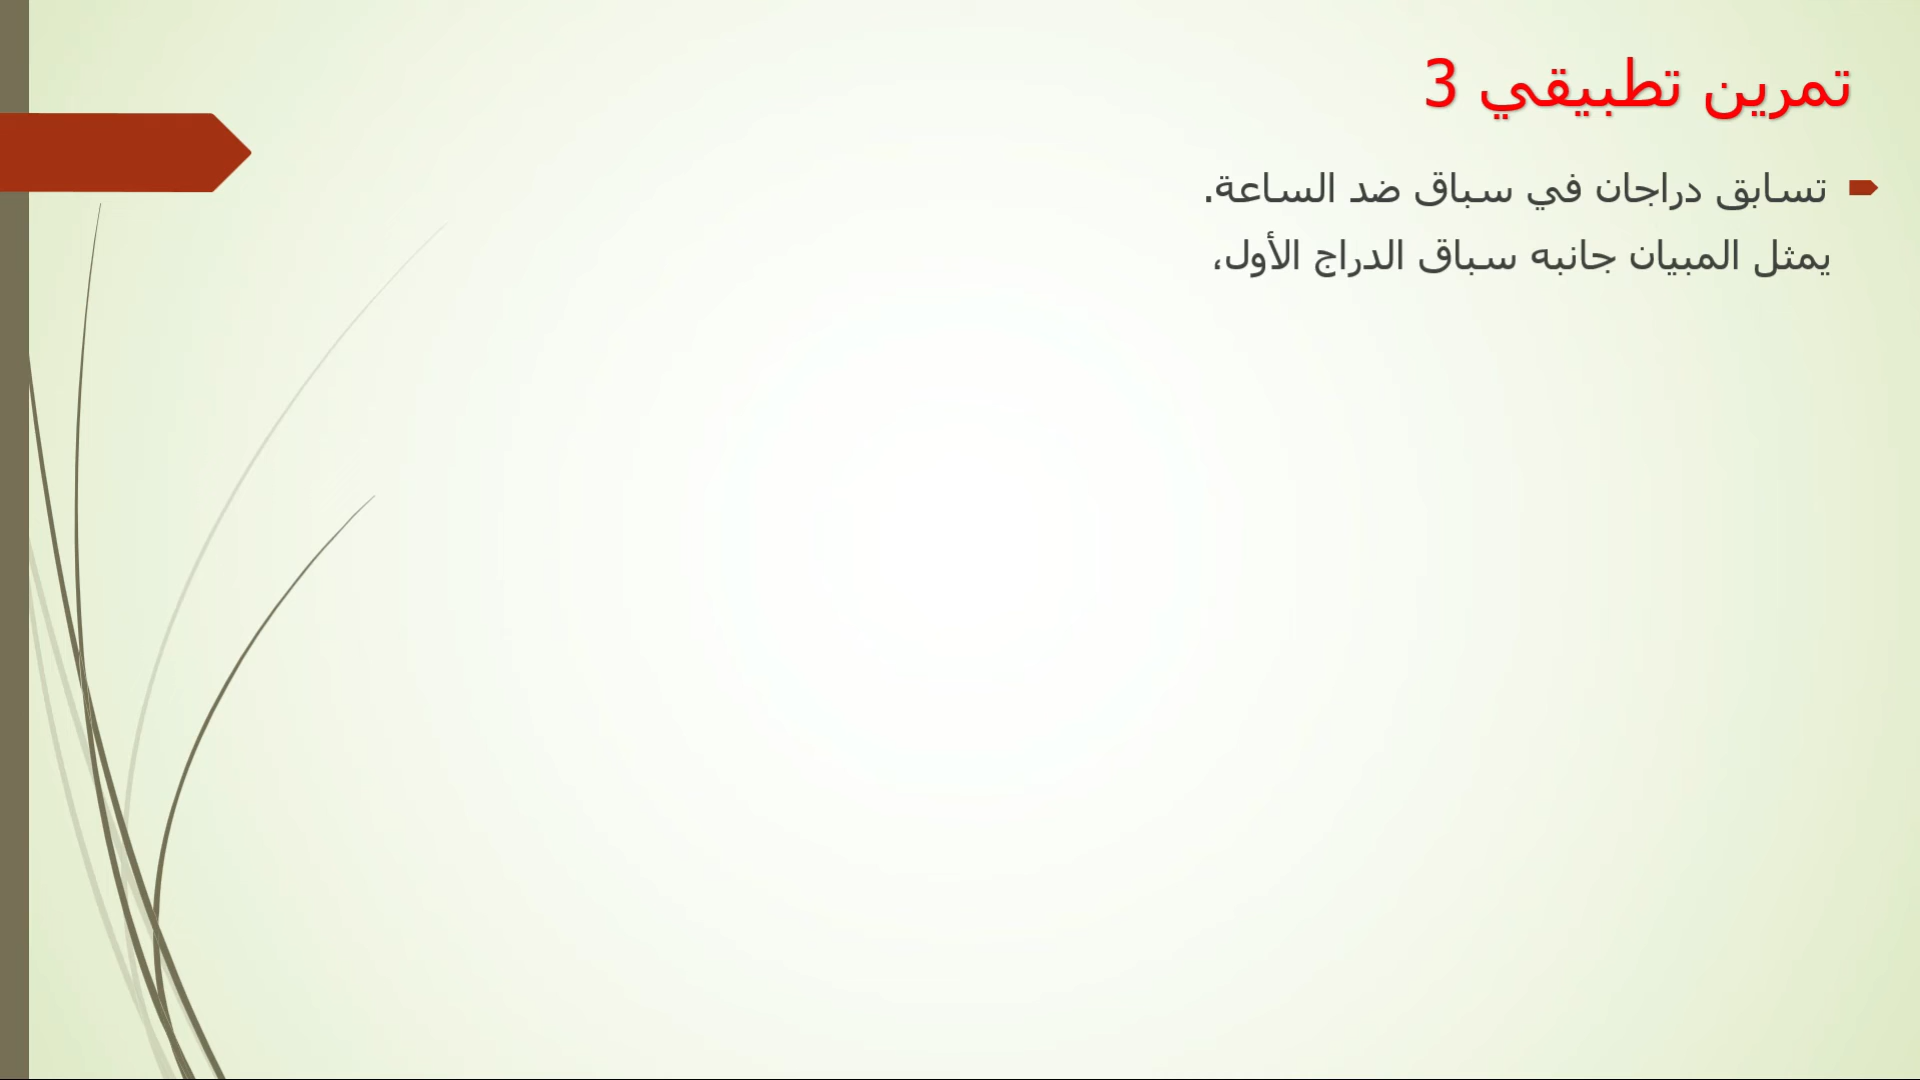 تمرين تطبيقي 3
تسابق دراجان في سباق ضد الساعة.
يمثل المبيان جانبه سباق الدراج الأول،